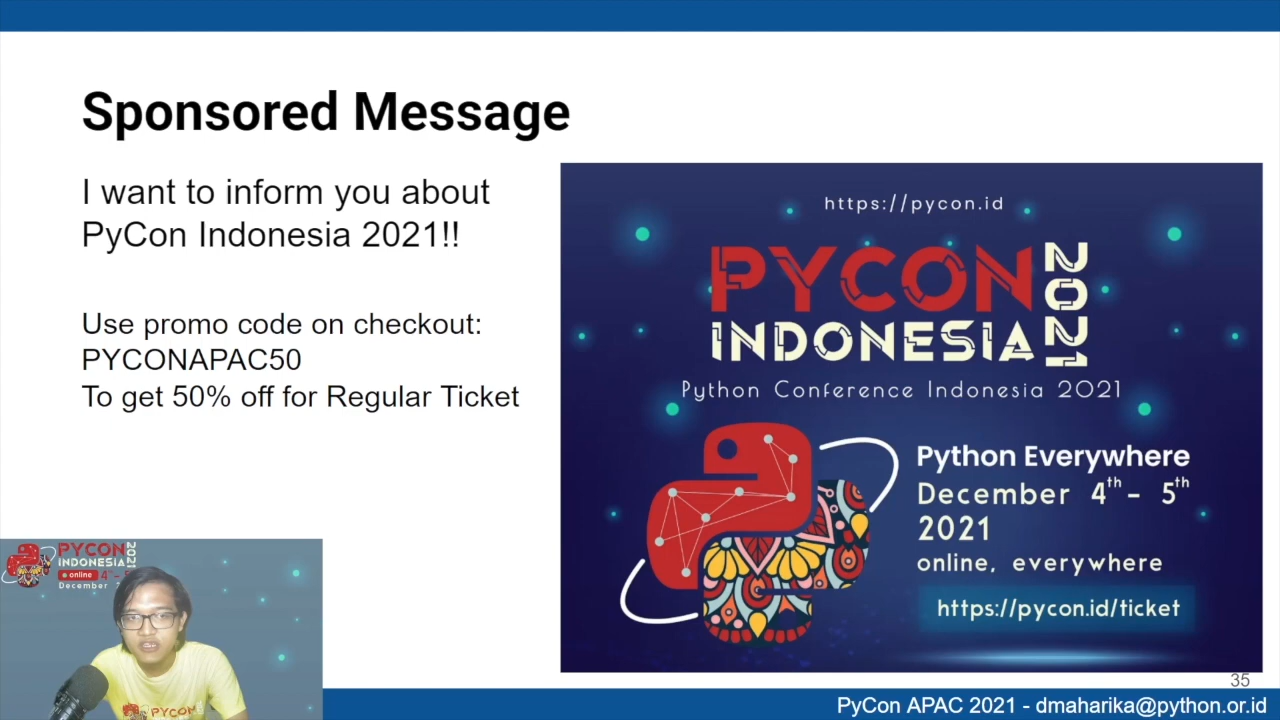 Sponsored Message
I want to inform you about
PyCon Indonesia 2021!!
Use promo code on checkout:
PYCONAPAC50
To get 50% off for Regular Ticket
https://pycon.id
PYCON
INDONESIA
2021
Python Conference Indonesia 2021
Python Everywhere
December 4th - 5th
2021
online, everywhere
https://pycon.id/ticket
PYCON
INDONESIA
2021
online 4
December
PYCON
35
PyCon APAC 2021 - dmaharika@python.or.id